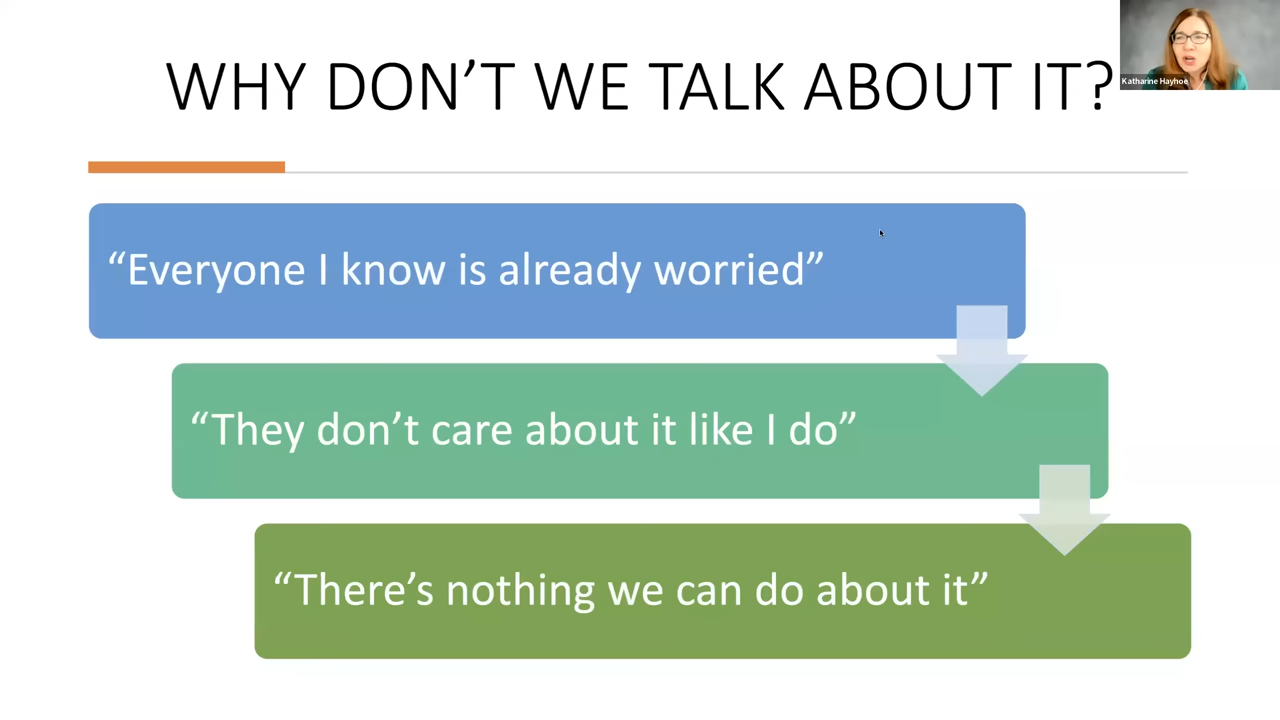 WHY DON’T WE TALK ABOUT IT?
Katharine Hayhoe
“Everyone I know is already worried”
“They don’t care about it like I do”
“There’s nothing we can do about it”